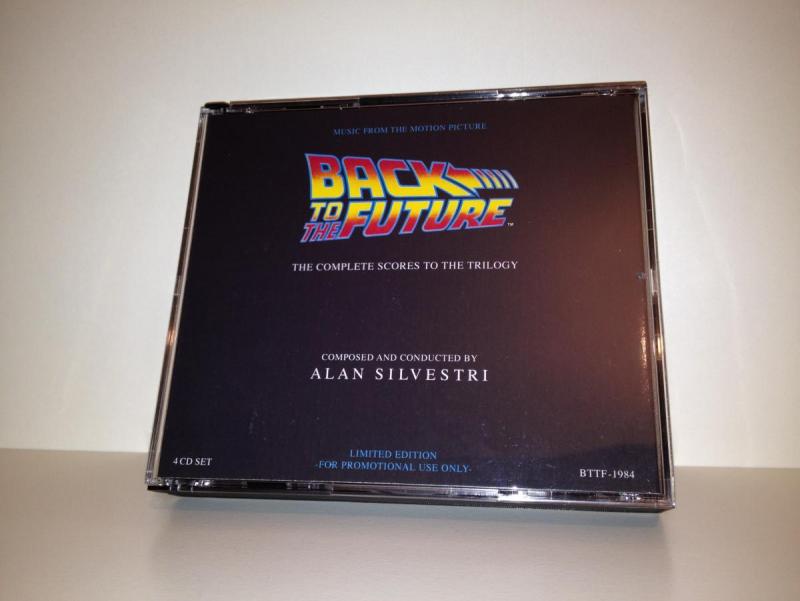 MUSIC FROM THE MOTION PICTURE
BACK
TO
THE FUTURE™
THE COMPLETE SCORES TO THE TRILOGY
COMPOSED AND CONDUCTED BY
ALAN SILVESTRI
LIMITED EDITION
-FOR PROMOTIONAL USE ONLY-
4 CD SET
BTTF-1984